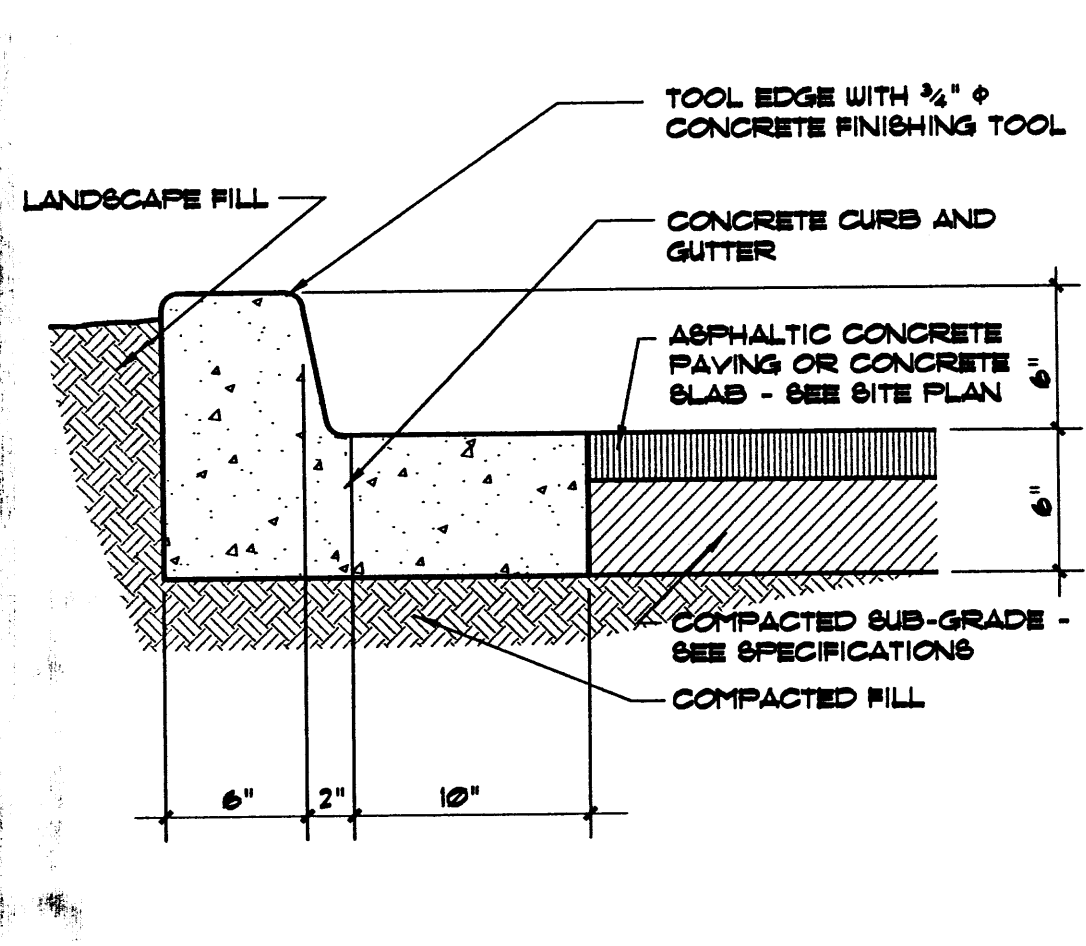 TOOL EDGE WITH ¾" Φ
CONCRETE FINISHING TOOL
LANDSCAPE FILL
CONCRETE CURB AND
GUTTER
ASPHALTIC CONCRETE
PAVING OR CONCRETE
SLAB - SEE SITE PLAN
6"
6"
COMPACTED SUB-GRADE -
SEE SPECIFICATIONS
COMPACTED FILL
6"
2"
10"